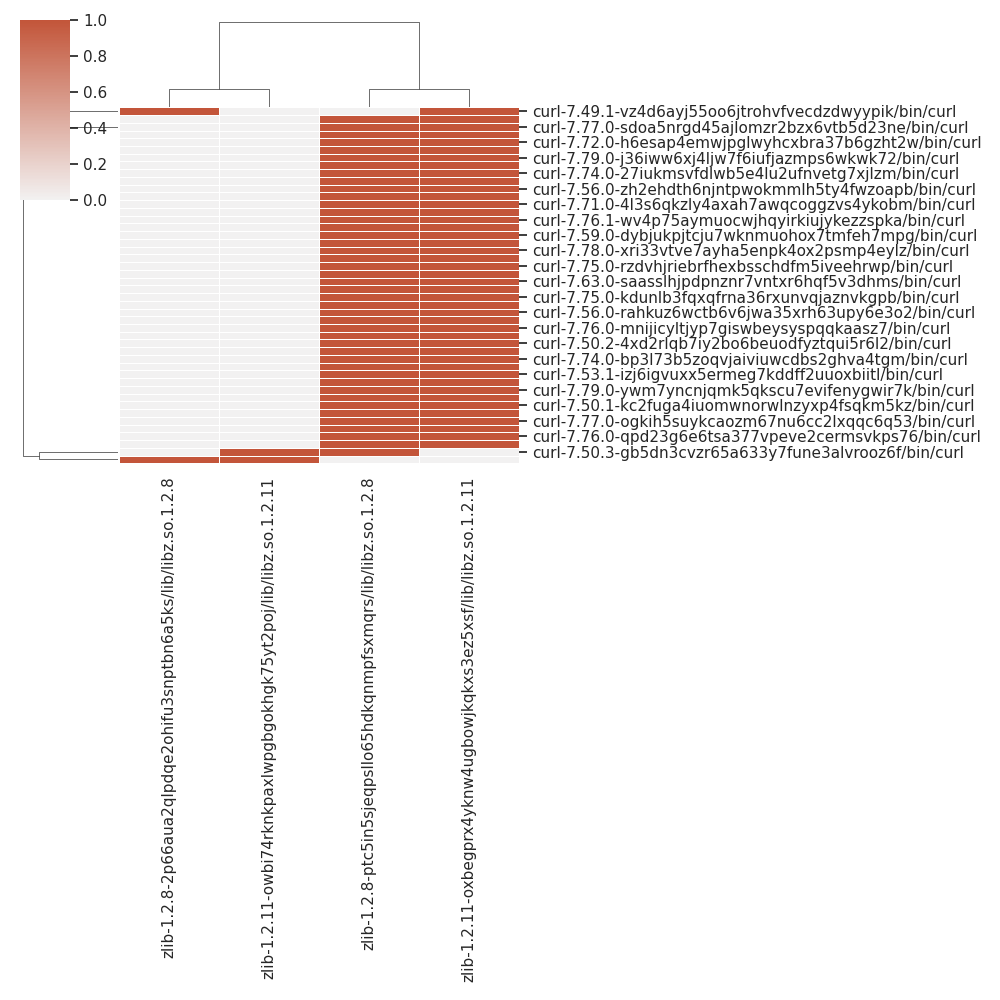 1.0
0.8
0.6
0.4
0.2
0.0
curl-7.49.1-vz4d6ayj55oo6jtrohvfvecdzdwyypik/bin/curl
curl-7.77.0-sdoa5nrgd45ajlomzr2bzx6vtb5d23ne/bin/curl
curl-7.72.0-h6esap4emwjpglwyhcxbra37b6gzht2w/bin/curl
curl-7.79.0-j36iww6xj4ljw7f6iufjazmps6wkwk72/bin/curl
curl-7.74.0-27iukmsvfdlwb5e4lu2ufnvetg7xjlzm/bin/curl
curl-7.56.0-zh2ehdth6njntpwokmmlh5ty4fwzoapb/bin/curl
curl-7.71.0-4l3s6qkzly4axah7awqcoggzvs4ykobm/bin/curl
curl-7.76.1-wv4p75aymuocwjhqyirkiujykezzspka/bin/curl
curl-7.59.0-dybjukpjtcju7wknmuohox7tmfeh7mpg/bin/curl
curl-7.78.0-xri33vtve7ayha5enpk4ox2psmp4eylz/bin/curl
curl-7.75.0-rzdvhjriebrfhexbsschdfm5iveehrwp/bin/curl
curl-7.63.0-saasslhjpdpnznr7vntxr6hqf5v3dhms/bin/curl
curl-7.75.0-kdunlb3fqxqfrna36rxunvqjaznvkgpb/bin/curl
curl-7.56.0-rahkuz6wctb6v6jwa35xrh63upy6e3o2/bin/curl
curl-7.76.0-mnijicyltjyp7giswbeysyspqqkaasz7/bin/curl
curl-7.50.2-4xd2rlqb7iy2bo6beuodfyztqui5r6l2/bin/curl
curl-7.74.0-bp3l73b5zoqvjaiviuwcdbs2ghva4tgm/bin/curl
curl-7.53.1-izj6igvuxx5ermeg7kddff2uuoxbiitl/bin/curl
curl-7.79.0-ywm7yncnjqmk5qkscu7evifenygwir7k/bin/curl
curl-7.50.1-kc2fuga4iuomwnorwlnzyxp4fsqkm5kz/bin/curl
curl-7.77.0-ogkih5suykcaozm67nu6cc2lxqqc6q53/bin/curl
curl-7.76.0-qpd23g6e6tsa377vpeve2cermsvkps76/bin/curl
curl-7.50.3-gb5dn3cvzr65a633y7fune3alvrooz6f/bin/curl
zlib-1.2.8-2p66aua2qlpdqe2ohifu3snptbn6a5ks/lib/libz.so.1.2.8
zlib-1.2.11-owbi74rknkpaxlwpgbgokhgk75yt2poj/lib/libz.so.1.2.11
zlib-1.2.8-ptc5in5sjeqpsllo65hdkqnmpfsxmqrs/lib/libz.so.1.2.8
zlib-1.2.11-oxbegprx4yknw4ugbowjkqkxs3ez5xsf/lib/libz.so.1.2.11